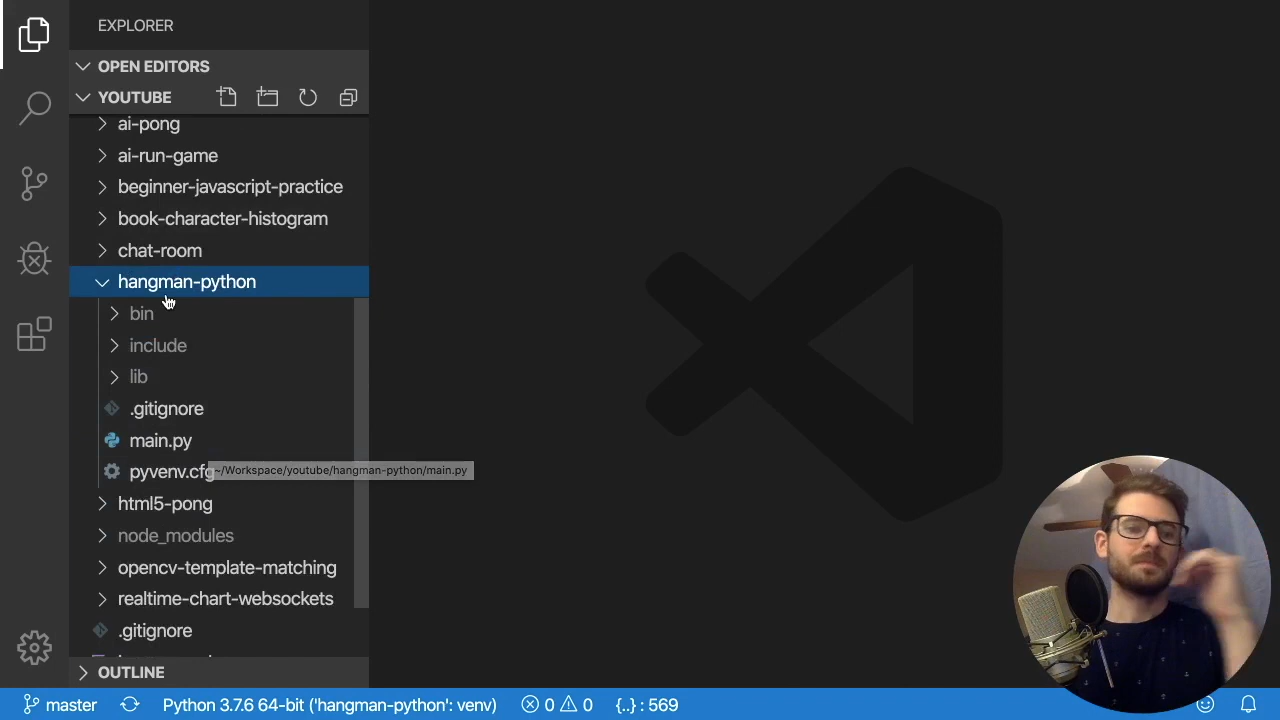 EXPLORER
OPEN EDITORS
YOUTUBE
ai-pong
ai-run-game
beginner-javascript-practice
book-character-histogram
chat-room
hangman-python
bin
include
lib
.gitignore
main.py
pyvenv.cfg
~/Workspace/youtube/hangman-python/main.py
html5-pong
node_modules
opencv-template-matching
realtime-chart-websockets
.gitignore
OUTLINE
master Python 3.7.6 64-bit ('hangman-python': venv) 0 0 {..} : 569